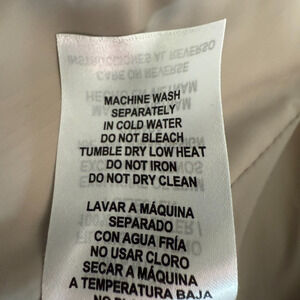 MACHINE WASH
SEPARATELY
IN COLD WATER
DO NOT BLEACH
TUMBLE DRY LOW HEAT
DO NOT IRON
DO NOT DRY CLEAN
LAVAR A MÁQUINA
SEPARADO
CON AGUA FRÍA
NO USAR CLORO
SECAR A MÁQUINA
A TEMPERATURA BAJA